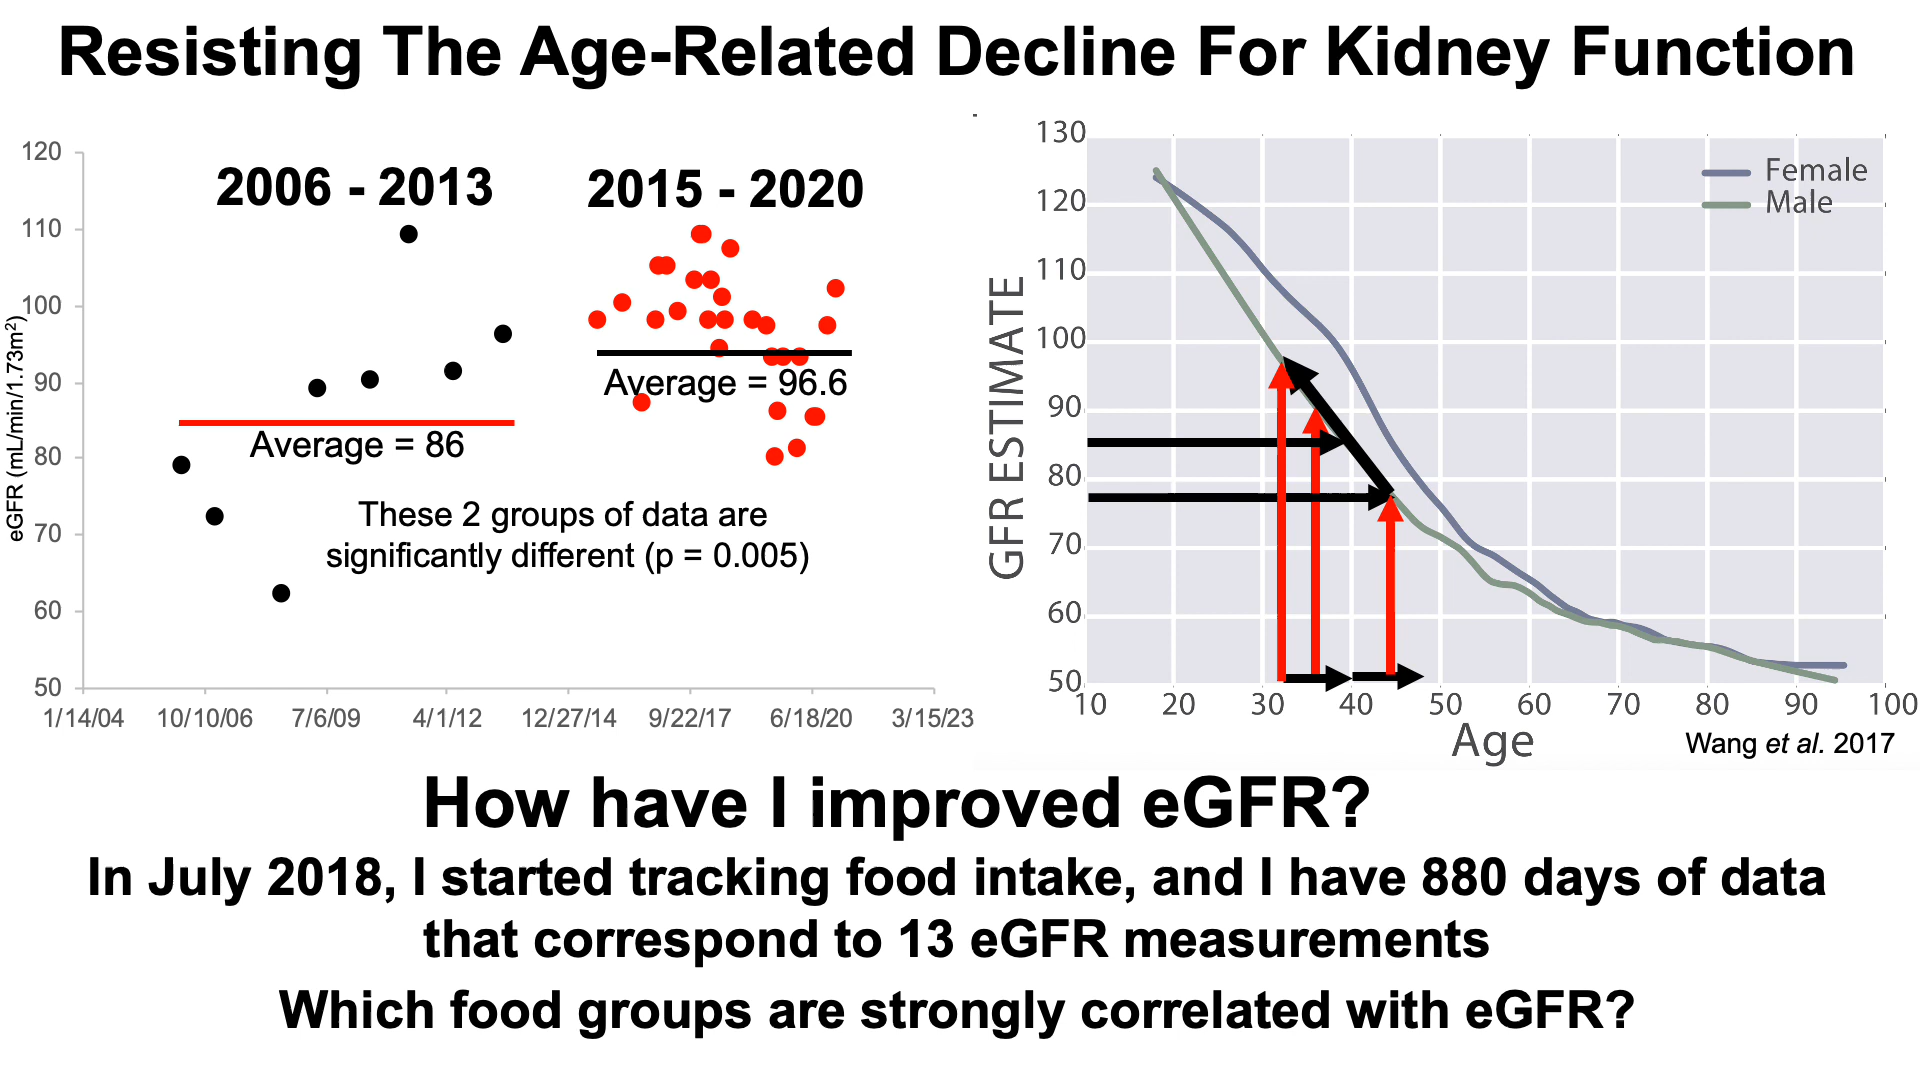 Resisting The Age-Related Decline For Kidney Function
120
110
100
90
80
70
60
50
eGFR (mL/min/1.73m²)
2006 - 2013
2015 - 2020
Average = 86
Average = 96.6
These 2 groups of data are
significantly different (p = 0.005)
1/14/04
10/10/06
7/6/09
4/1/12
12/27/14
9/22/17
6/18/20
3/15/23
130
120
110
100
90
80
70
60
50
GFR ESTIMATE
Female
Male
10
20
30
40
50
60
70
80
90
100
Age
Wang et al. 2017
How have I improved eGFR?
In July 2018, I started tracking food intake, and I have 880 days of data
that correspond to 13 eGFR measurements
Which food groups are strongly correlated with eGFR?